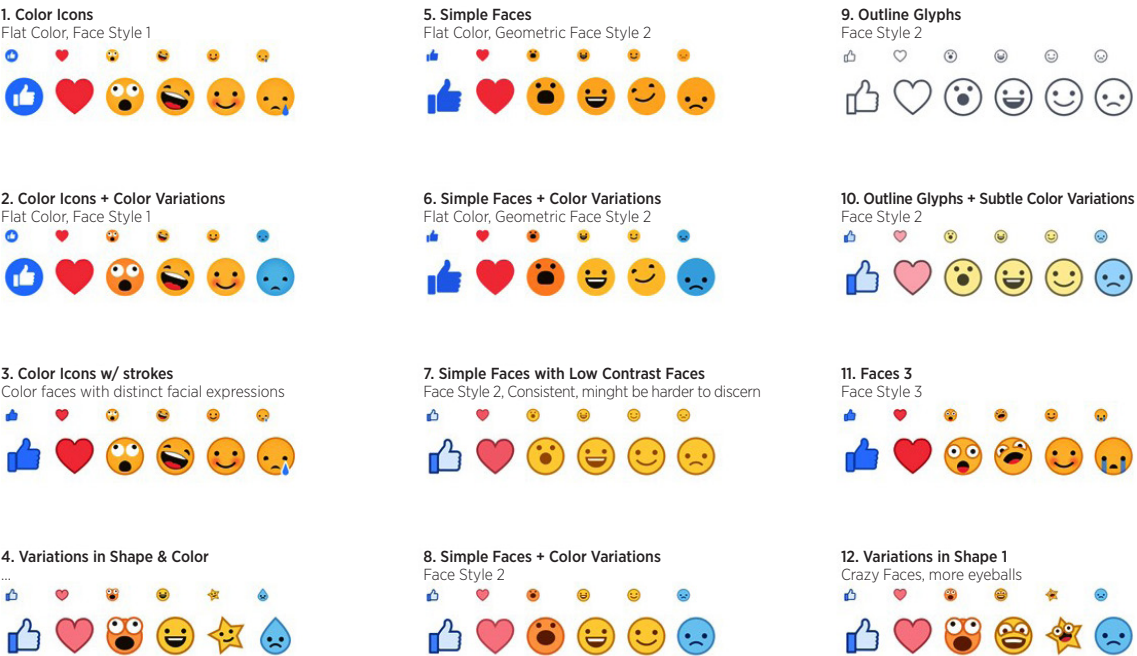 1. Color Icons
Flat Color, Face Style 1
2. Color Icons + Color Variations
Flat Color, Face Style 1
3. Color Icons w/ strokes
Color faces with distinct facial expressions
4. Variations in Shape & Color
...
5. Simple Faces
Flat Color, Geometric Face Style 2
6. Simple Faces + Color Variations
Flat Color, Geometric Face Style 2
7. Simple Faces with Low Contrast Faces
Face Style 2, Consistent, minght be harder to discern
8. Simple Faces + Color Variations
Face Style 2
9. Outline Glyphs
Face Style 2
10. Outline Glyphs + Subtle Color Variations
Face Style 2
11. Faces 3
Face Style 3
12. Variations in Shape 1
Crazy Faces, more eyeballs